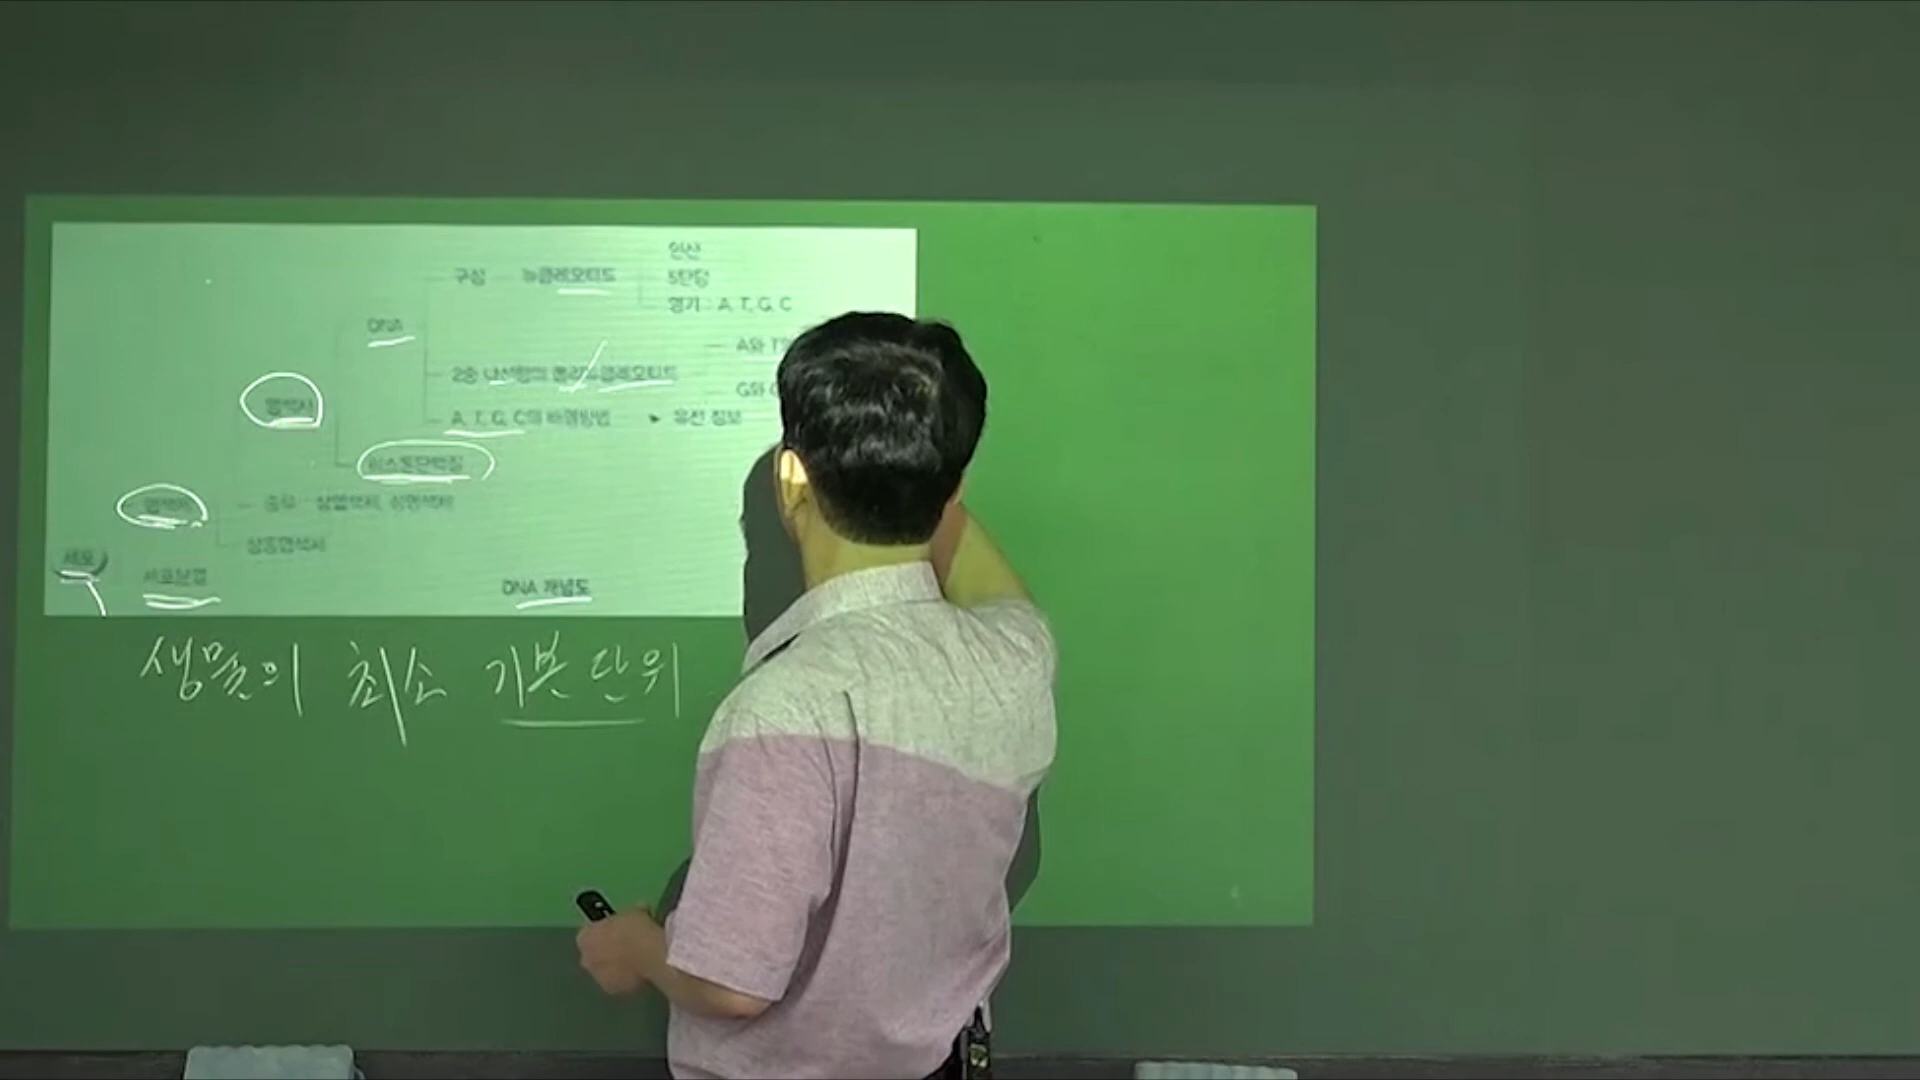 인산
구성 뉴클레오티드 5탄당
염기 : A, T, G, C
DNA
A와 T
2중 나선형의 폴리뉴클레오티드
G와
염색사
A, T, G, C의 배열방법 ▶ 유전 정보
히스톤단백질
염색체 종류 상염색체, 성염색체
상동염색체
세포
세포분열
DNA 개념도
생물의 최소 기본단위